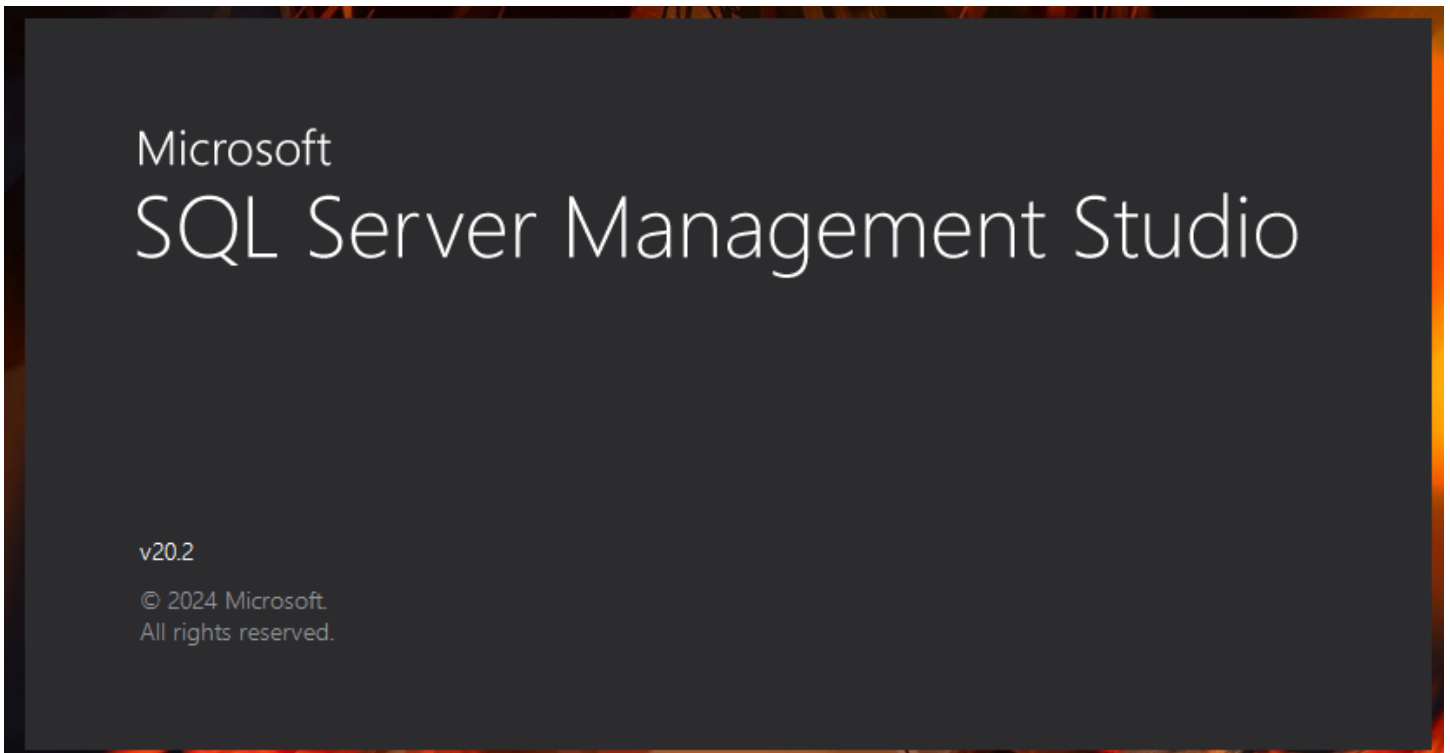 Microsoft
SQL Server Management Studio
v20.2
© 2024 Microsoft.
All rights reserved.